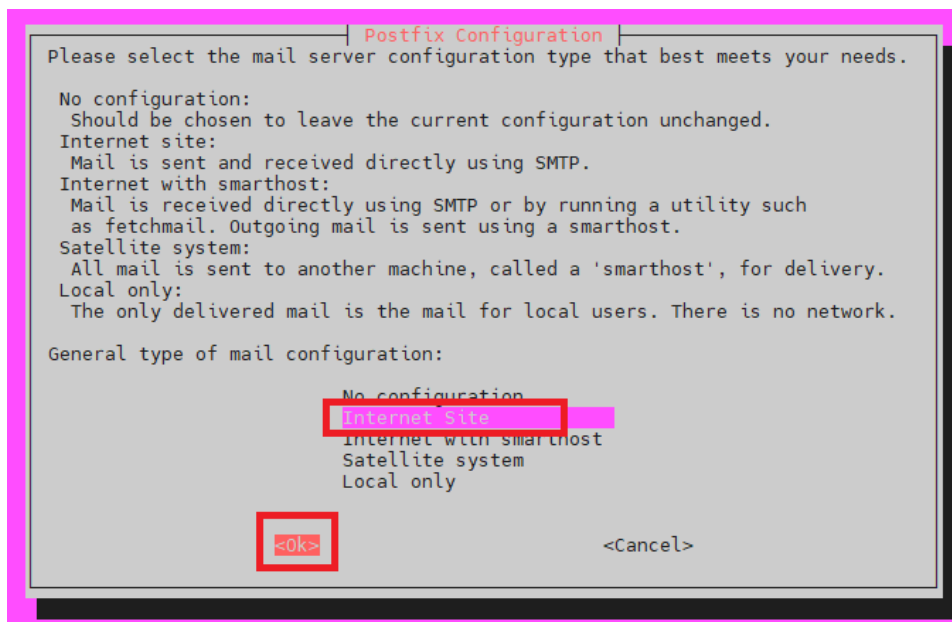 Postfix Configuration
Please select the mail server configuration type that best meets your needs.
No configuration:
Should be chosen to leave the current configuration unchanged.
Internet site:
Mail is sent and received directly using SMTP.
Internet with smarthost:
Mail is received directly using SMTP or by running a utility such
as fetchmail. Outgoing mail is sent using a smarthost.
Satellite system:
All mail is sent to another machine, called a 'smarthost', for delivery.
Local only:
The only delivered mail is the mail for local users. There is no network.
General type of mail configuration:
No configuration
Internet Site
Internet with smarthost
Satellite system
Local only
<Ok> <Cancel>